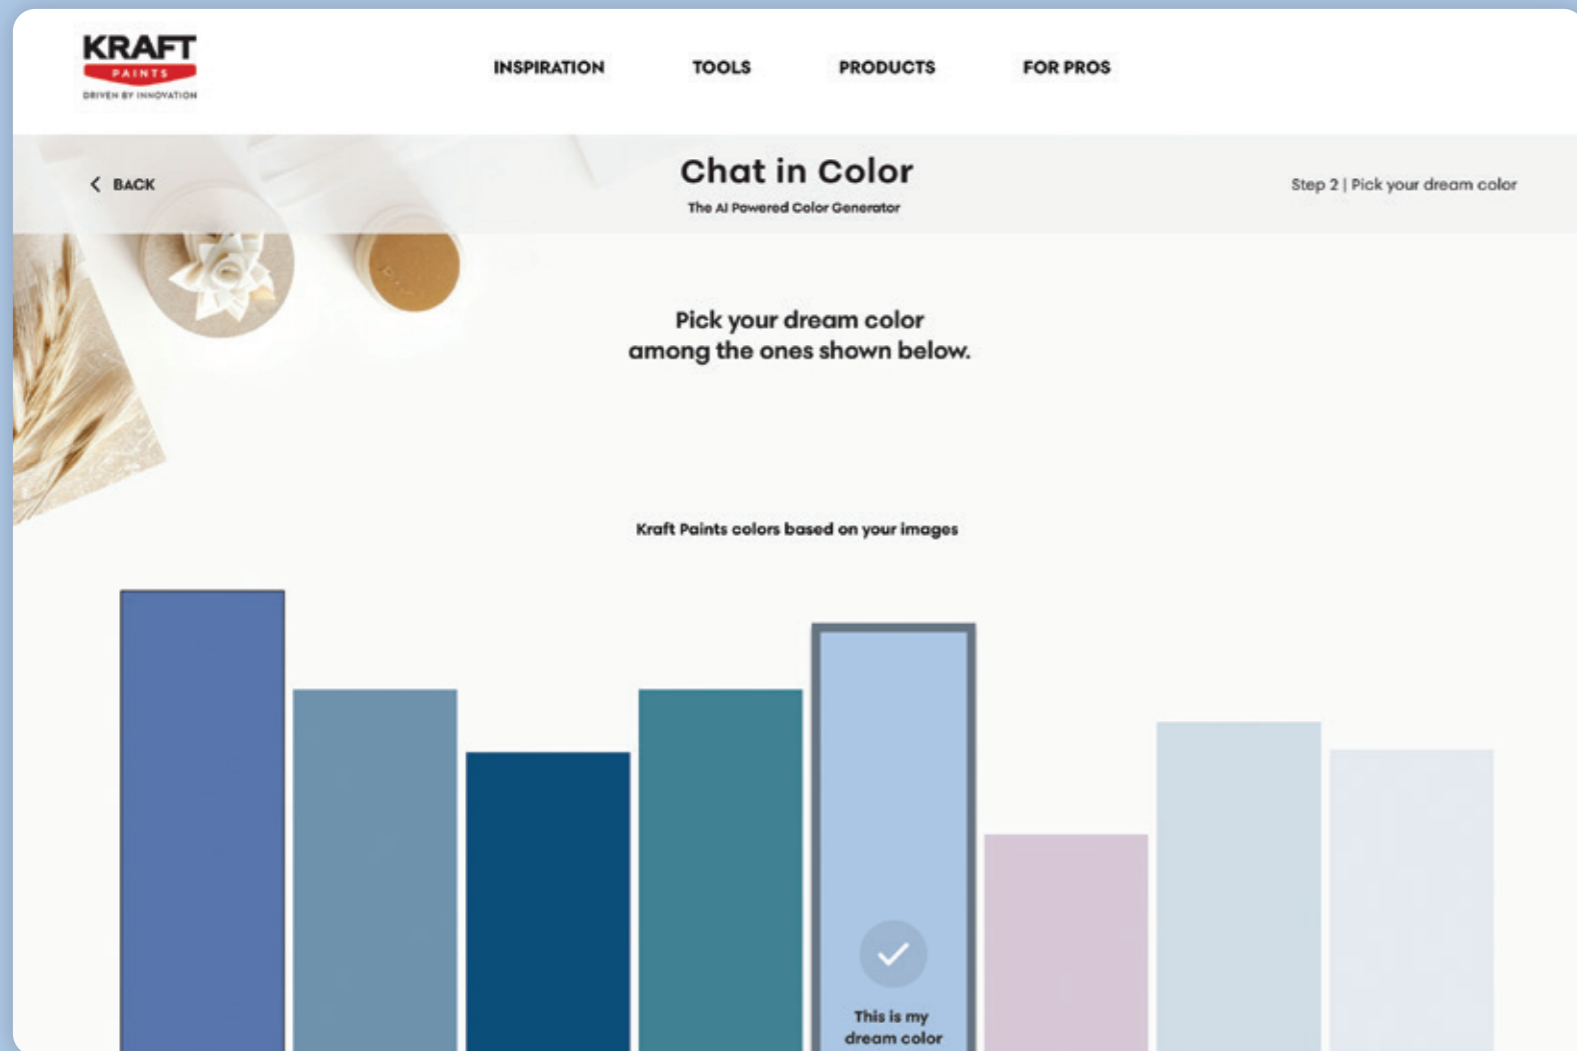 KRAFT
PAINTS
DRIVEN BY INNOVATION
INSPIRATION TOOLS PRODUCTS FOR PROS
BACK
Chat in Color
The AI Powered Color Generator
Step 2 | Pick your dream color
Pick your dream color
among the ones shown below.
Kraft Paints colors based on your images
This is my
dream color